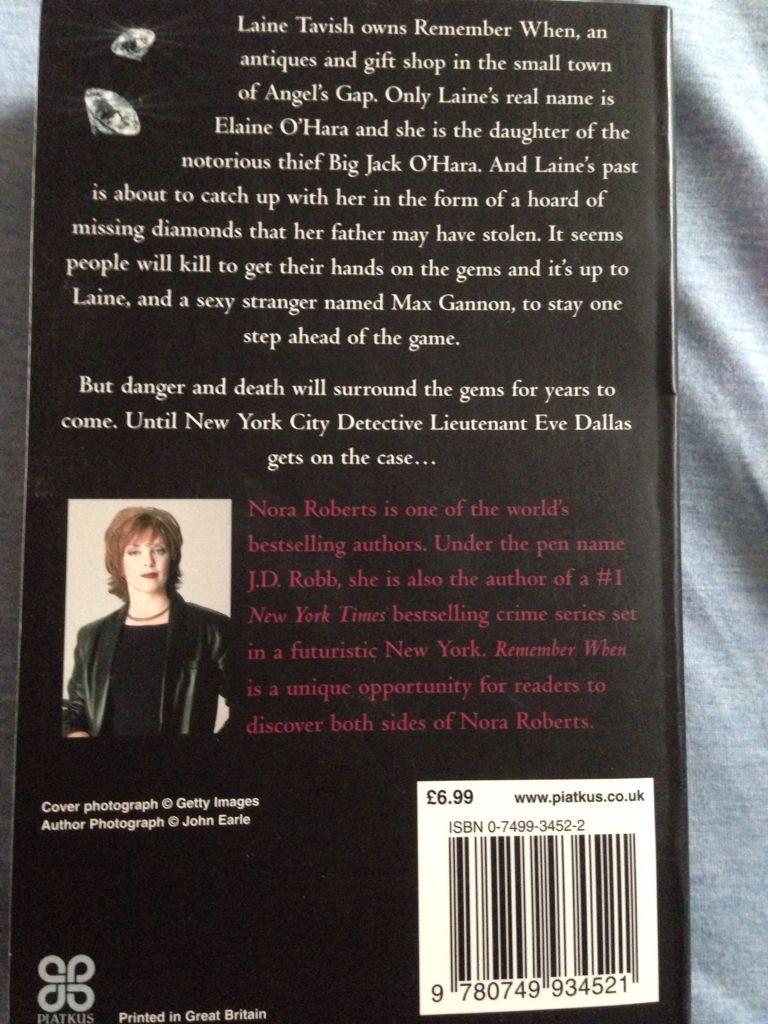 Laine Tavish owns Remember When, an
antiques and gift shop in the small town
of Angel's Gap. Only Laine's real name is
Elaine O'Hara and she is the daughter of the
notorious thief Big Jack O'Hara. And Laine's past
is about to catch up with her in the form of a hoard of
missing diamonds that her father may have stolen. It seems
people will kill to get their hands on the gems and it's up to
Laine, and a sexy stranger named Max Gannon, to stay one
step ahead of the game.
But danger and death will surround the gems for years to
come. Until New York City Detective Lieutenant Eve Dallas
gets on the case...
Nora Roberts is one of the world's
bestselling authors. Under the pen name
J.D. Robb, she is also the author of a #1
New York Times bestselling crime series set
in a futuristic New York. Remember When
is a unique opportunity for readers to
discover both sides of Nora Roberts.
Cover photograph © Getty Images
Author Photograph © John Earle
£6.99 www.piatkus.co.uk
ISBN 0-7499-3452-2
9 780749 934521
PIATKUS
Printed in Great Britain